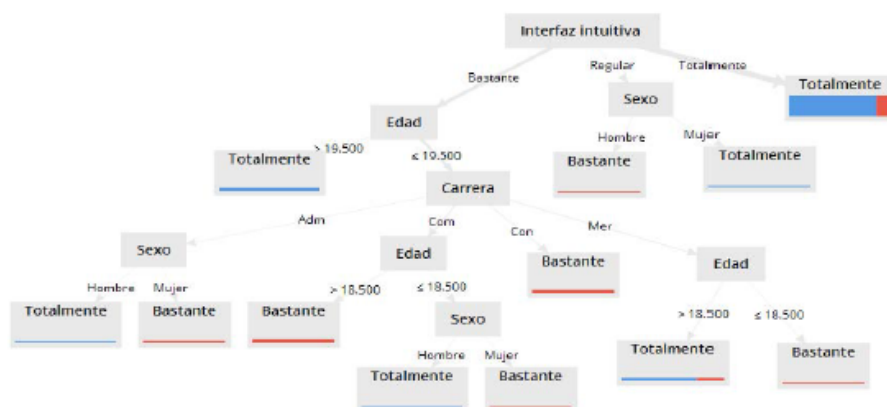 Interfaz intuitiva
Bastante
Regular
Totalmente
Totalmente
Edad
Sexo
> 19.500
≤ 19.500
Hombre
Mujer
Totalmente
Bastante
Totalmente
Carrera
Adm
Com
Con
Mer
Sexo
Edad
Bastante
Edad
Hombre
Mujer
> 18.500
≤ 18.500
> 18.500
≤ 18.500
Totalmente
Bastante
Bastante
Sexo
Totalmente
Bastante
Hombre
Mujer
Totalmente
Bastante